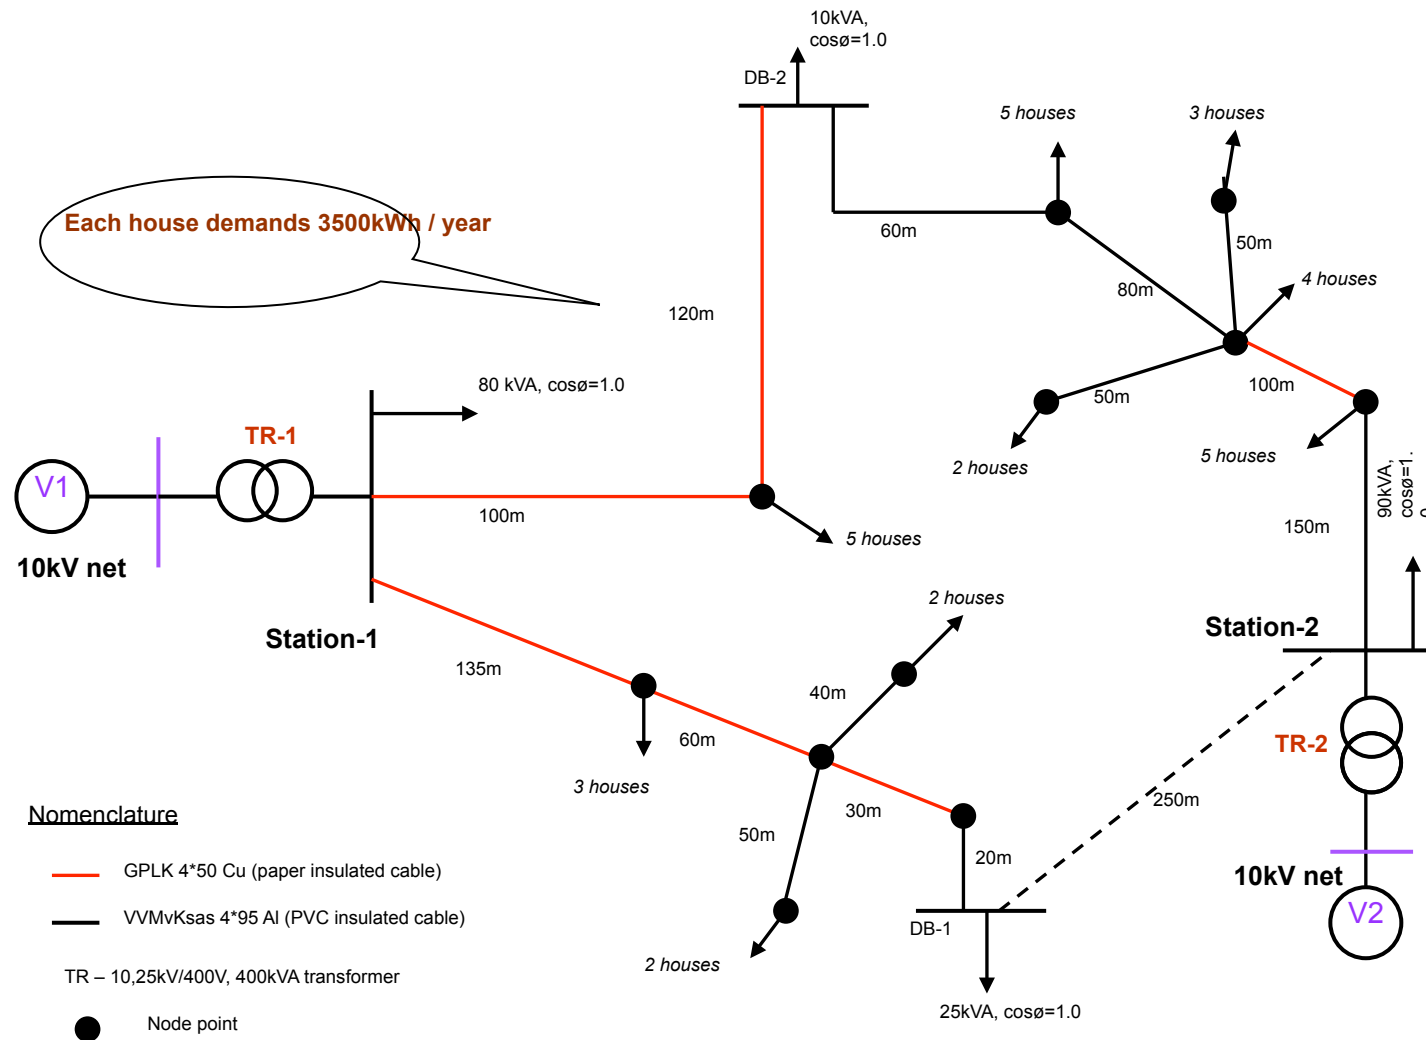 10kVA,
cosø=1.0
DB-2
5 houses
3 houses
Each house demands 3500kWh / year
60m
50m
80m
4 houses
120m
100m
50m
80 kVA, cosø=1.0
TR-1
2 houses
5 houses
V1
90kVA,
cosø=1.
100m
150m
5 houses
10kV net
2 houses
Station-1
Station-2
135m
40m
60m
TR-2
3 houses
250m
Nomenclature
50m
30m
20m
GPLK 4*50 Cu (paper insulated cable)
10kV net
VVMvKsas 4*95 Al (PVC insulated cable)
DB-1
V2
2 houses
TR – 10,25kV/400V, 400kVA transformer
25kVA, cosø=1.0
Node point